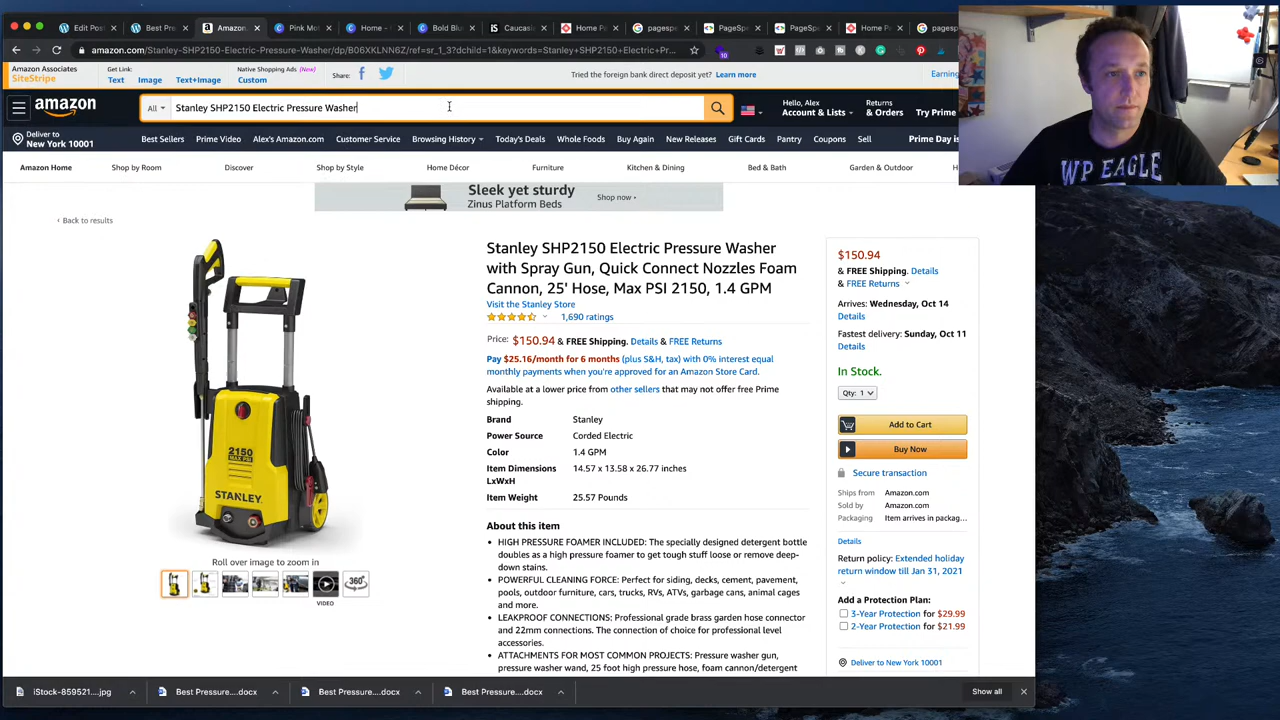 Edit Post
Best Pre
Amazon.
Pink Mo
Home –
Bold Blu
Caucasi
Home P
pagespe
PageSpe
PageSpe
Home P
pagespe
amazon.com/Stanley-SHP2150-Electric-Pressure-Washer/dp/B06XKLNN6Z/ref=sr_1_3?dchild=1&keywords=Stanley+SHP2150+Electric+Pr...
Amazon Associates
SiteStripe
Get Link:
Text Image Text+Image
Native Shopping Ads (New)
Custom
Share:
Tried the foreign bank direct deposit yet? Learn more
Earning
amazon
All
Stanley SHP2150 Electric Pressure Washer
Hello, Alex
Account & Lists
Returns
& Orders
Try Prime
Deliver to
New York 10001
Best Sellers Prime Video Alex's Amazon.com Customer Service Browsing History Today's Deals Whole Foods Buy Again New Releases Gift Cards Pantry Coupons Sell
Prime Day is
Amazon Home Shop by Room Discover Shop by Style Home Décor Furniture Kitchen & Dining Bed & Bath Garden & Outdoor
WP EAGLE
Sleek yet sturdy
Zinus Platform Beds
Shop now ›
‹ Back to results
2150
MAX PSI
STANLEY
Roll over image to zoom in
VIDEO
360°
Stanley SHP2150 Electric Pressure Washer
with Spray Gun, Quick Connect Nozzles Foam
Cannon, 25' Hose, Max PSI 2150, 1.4 GPM
Visit the Stanley Store
1,690 ratings
Price: $150.94 & FREE Shipping. Details & FREE Returns
Pay $25.16/month for 6 months (plus S&H, tax) with 0% interest equal
monthly payments when you're approved for an Amazon Store Card.
Available at a lower price from other sellers that may not offer free Prime
shipping.
Brand Stanley
Power Source Corded Electric
Color 1.4 GPM
Item Dimensions 14.57 x 13.58 x 26.77 inches
LxWxH
Item Weight 25.57 Pounds
About this item
HIGH PRESSURE FOAMER INCLUDED: The specially designed detergent bottle
doubles as a high pressure foamer to get tough stuff loose or remove deep-
down stains.
POWERFUL CLEANING FORCE: Perfect for siding, decks, cement, pavement,
pools, outdoor furniture, cars, trucks, RVs, ATVs, garbage cans, animal cages
and more.
LEAKPROOF CONNECTIONS: Professional grade brass garden hose connector
and 22mm connections. The connection of choice for professional level
accessories.
ATTACHMENTS FOR MOST COMMON PROJECTS: Pressure washer gun,
pressure washer wand, 25 foot high pressure hose, foam cannon/detergent
$150.94
& FREE Shipping. Details
& FREE Returns
Arrives: Wednesday, Oct 14
Details
Fastest delivery: Sunday, Oct 11
Details
In Stock.
Qty: 1
Add to Cart
Buy Now
Secure transaction
Ships from Amazon.com
Sold by Amazon.com
Packaging Item arrives in packag...
Details
Return policy: Extended holiday
return window till Jan 31, 2021
Add a Protection Plan:
3-Year Protection for $29.99
2-Year Protection for $21.99
Deliver to New York 10001
iStock-859521....jpg
Best Pressure....docx
Best Pressure....docx
Best Pressure....docx
Show all